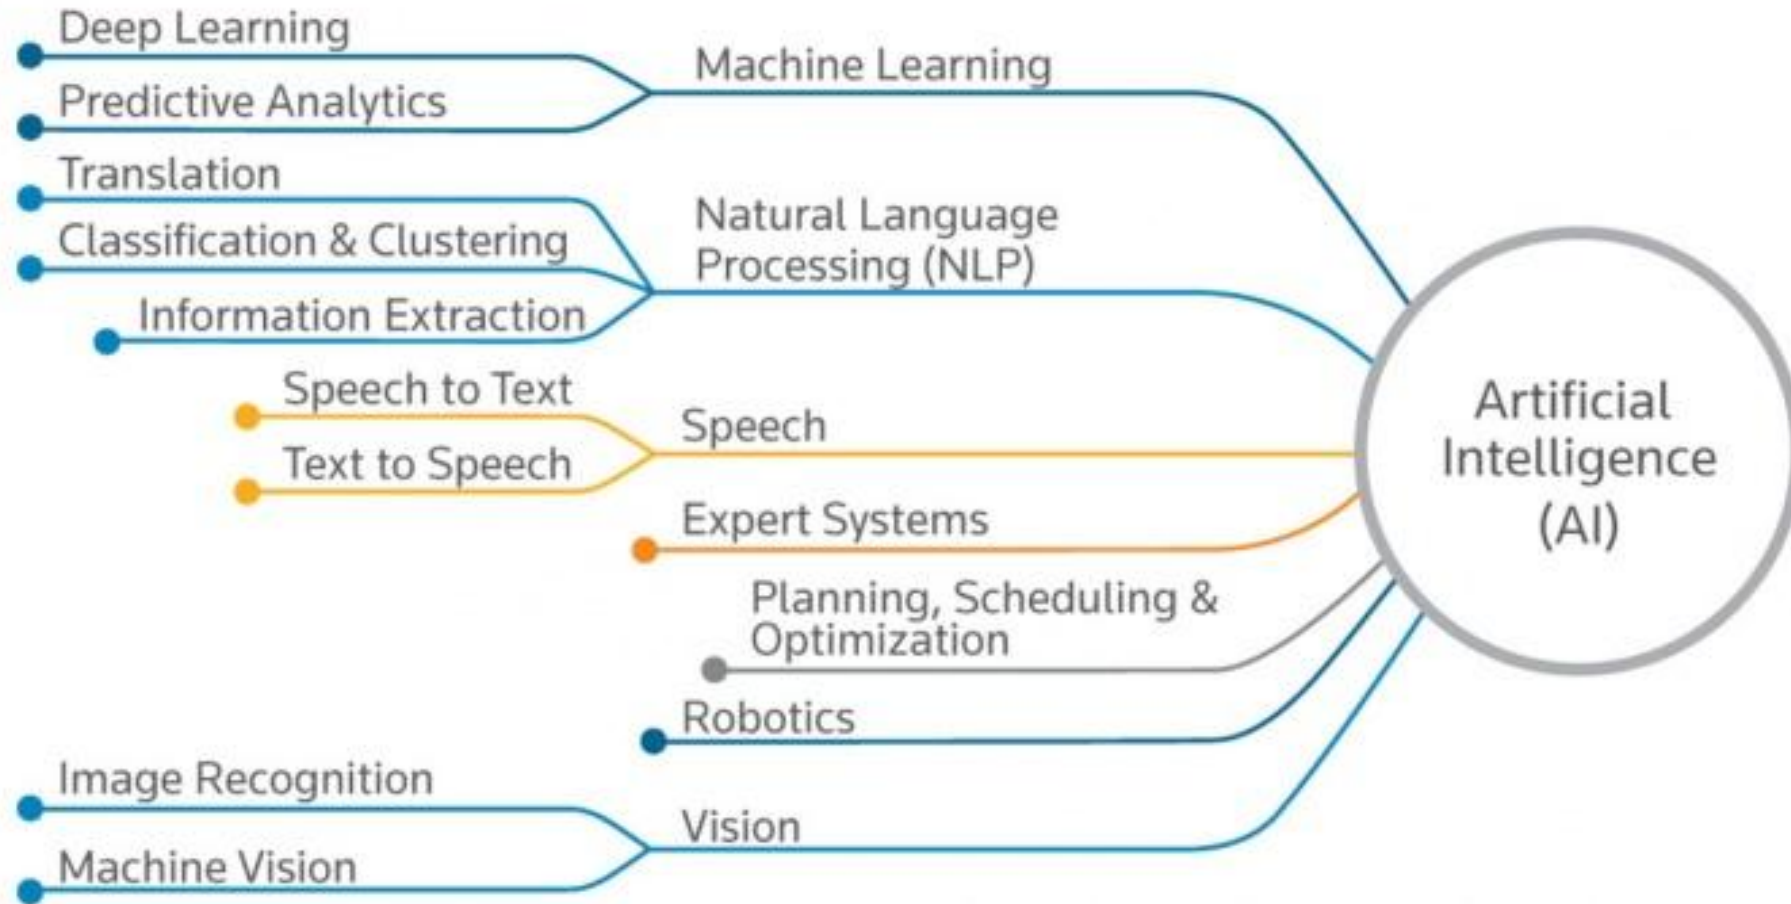 Deep Learning
Machine Learning
Predictive Analytics
Translation
Natural Language
Processing (NLP)
Classification & Clustering
Information Extraction
Speech to Text
Speech
Text to Speech
Artificial
Intelligence
(AI)
Expert Systems
Planning, Scheduling &
Optimization
Robotics
Image Recognition
Vision
Machine Vision